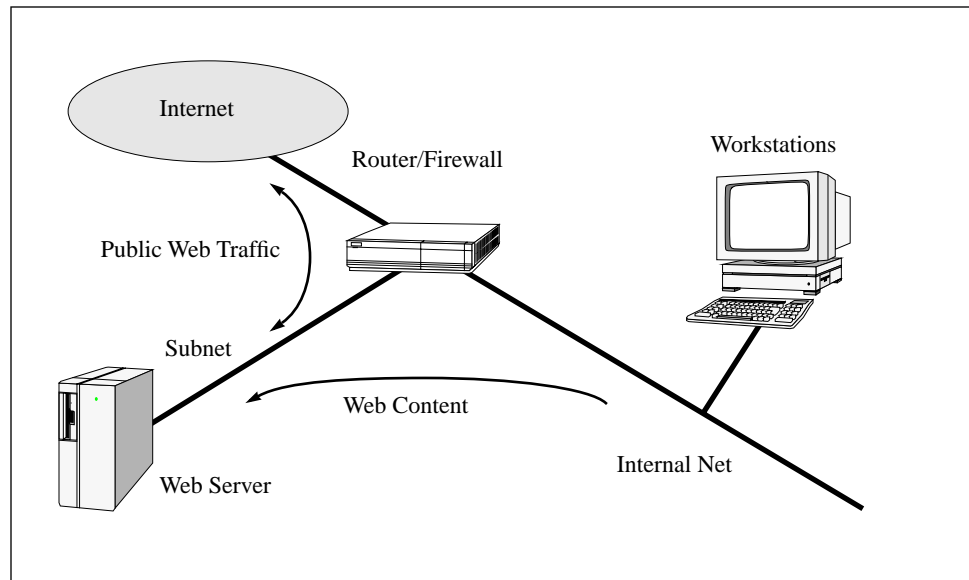 Internet
Router/Firewall
Workstations
Public Web Traffic
Subnet
Web Content
Internal Net
Web Server